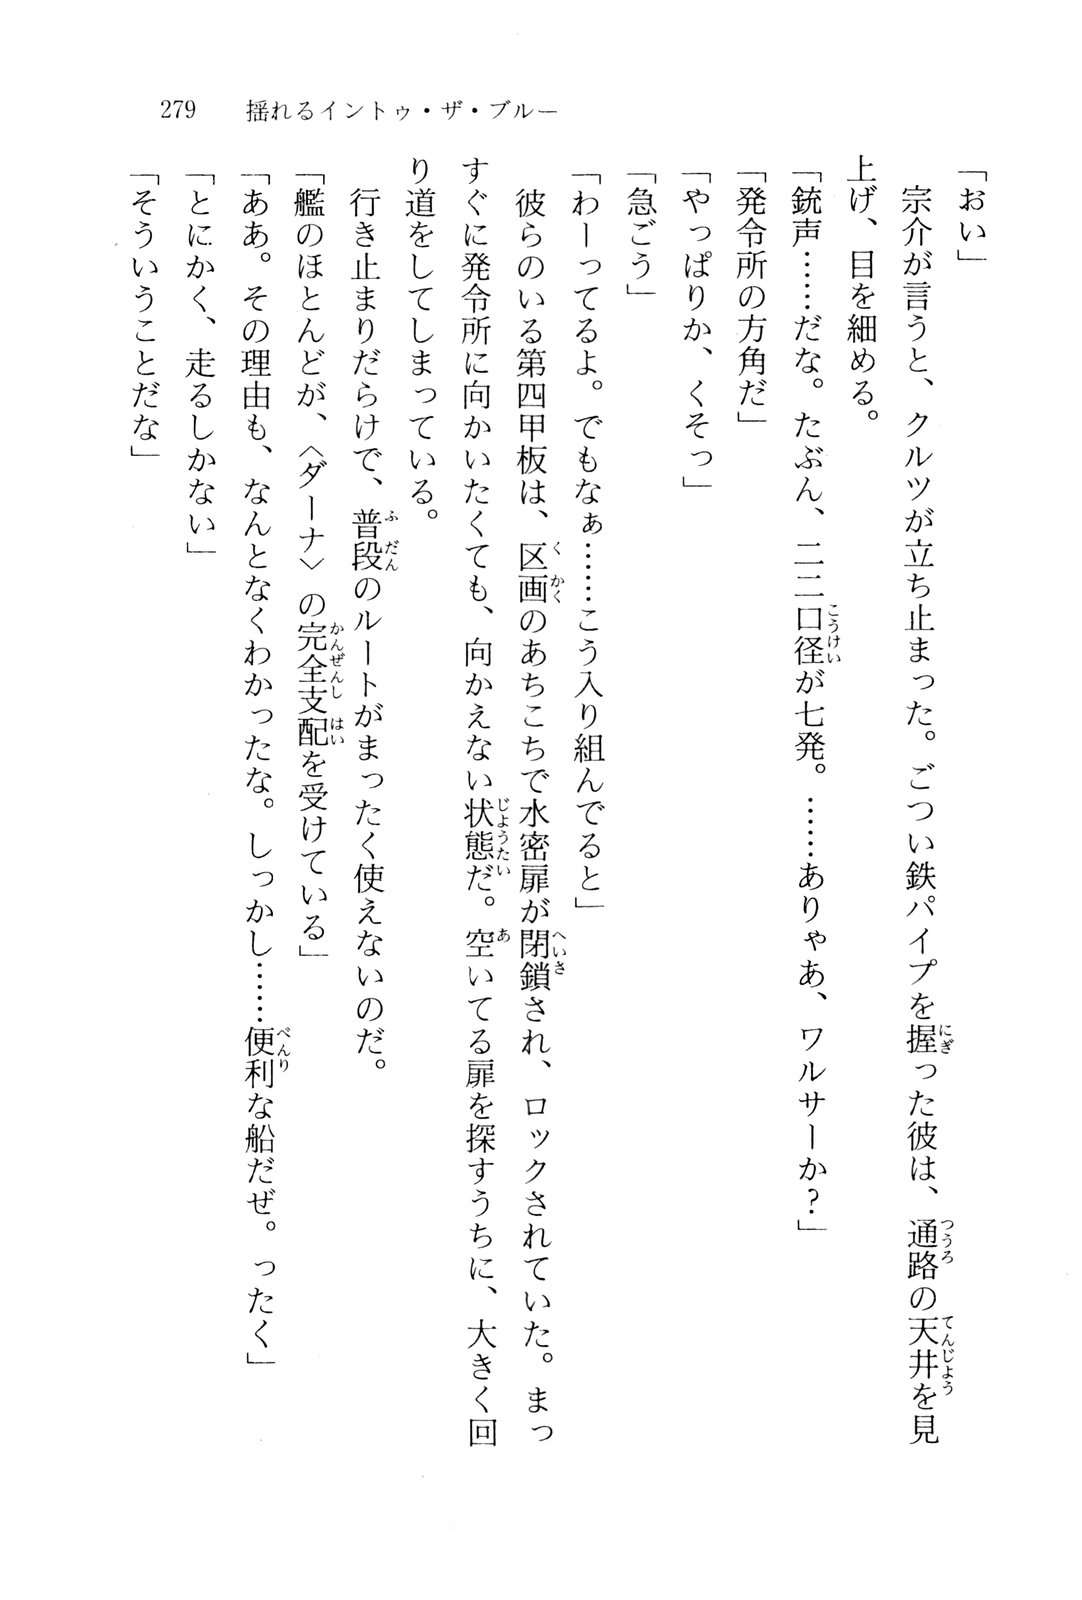 279　揺れるイントゥ・ザ・ブルー
「おい」
　宗介が言うと、クルツが立ち止まった。ごつい鉄パイプを握った彼は、通路の天井を見
上げ、目を細める。
「銃声……だな。たぶん、二二口径が七発。……ありゃあ、ワルサーか？」
「発令所の方角だ」
「やっぱりか、くそっ」
「急ごう」
「わーってるよ。でもなぁ……こう入り組んでると」
　彼らのいる第四甲板は、区画のあちこちで水密扉が閉鎖され、ロックされていた。まっ
すぐに発令所に向かいたくても、向かえない状態だ。空いてる扉を探すうちに、大きく回
り道をしてしまっている。
　行き止まりだらけで、普段のルートがまったく使えないのだ。
「艦のほとんどが、〈ダーナ〉の完全支配を受けている」
「ああ。その理由も、なんとなくわかったな。しっかし……便利な船だぜ。ったく」
「とにかく、走るしかない」
「そういうことだな」